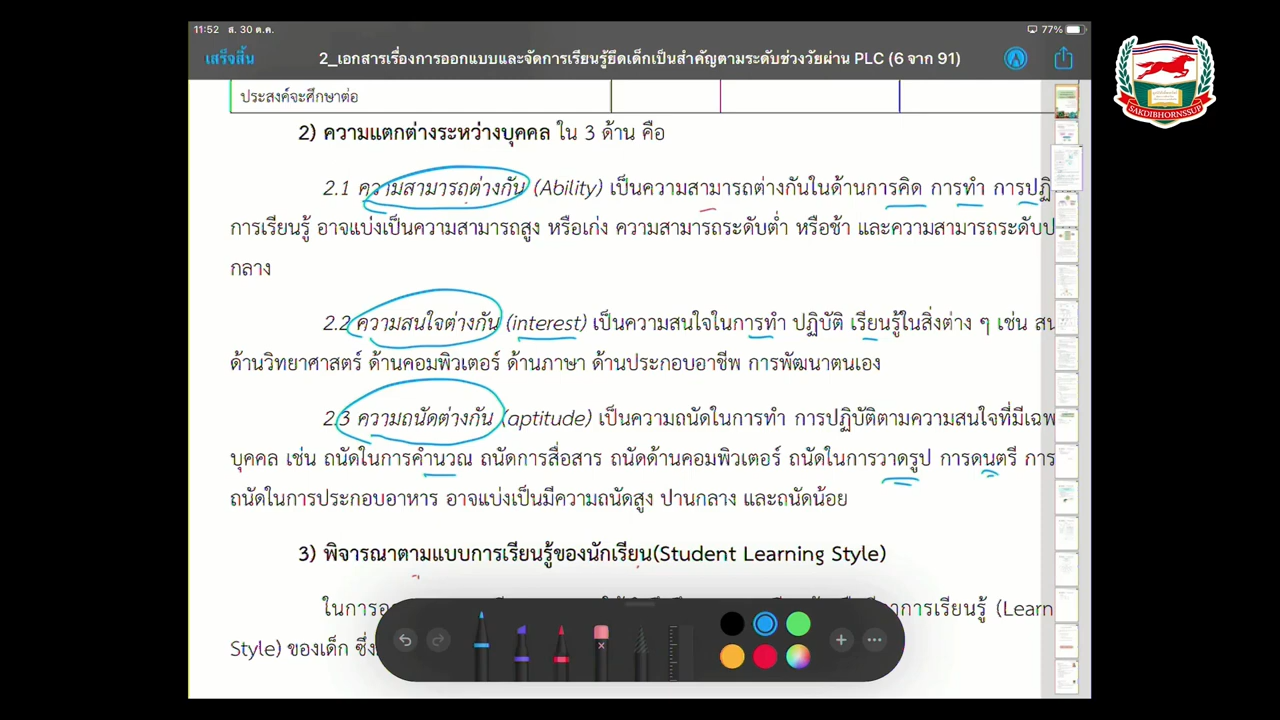 11:52 ส. 30 ต.ค.
77%
เสร็จสิ้น
2_เอกสารเรื่องการออกแบบและจัดการเรียนรู้ยึดเด็กเป็นสำคัญตามระดับช่วงวัยผ่าน PLC (6 จาก 91)
SAKDIBHORNSSUP
ประสงค์จะศึกษาต่อ
2) ความแตกต่างระหว่างบุคคล ใน 3 ด้าน คือ
2.1 ความสามารถต่างกัน (Ability) เป็นความสามารถต่างกันในด้านการคิด การทำ การปฏิ
การเรียนรู้ อาจแบ่งเป็นความสามารถสูง หรือเก่ง ความสามารถระดับต่ำ หรือช้า และความสามารถระดับป
กลาง
2.2 ความสนใจต่างกัน (interest) เป็นความสนใจในการทำ ปฏิบัติ เรียนรู้ในสิ่งต่าง ๆ เช่น สน
ด้านวิทยาศาสตร์ ด้านคอมพิวเตอร์ ด้านภาษา ด้านประกอบอาชีพ การพัฒนาตนเอง
2.3 ความถนัดต่างกัน (aptude) เป็นความถนัดในการทำ การปฏิบัติตามความสนใจที่มีเฉพ
บุคคล เช่น ถนัดในการคำนวณ ถนัดการสื่อสาร ถนัดด้านคอมพิวเตอร์ ถนัดในการวาดรูป การดนตรี การ
ถนัดในการประกอบอาหาร อาจแบ่งเป็นมีความถนัดสูง ปานกลาง และถนัดน้อย
3) พิจารณาตามแบบการเรียนรู้ของนักเรียน(Student Learning Style)
ในการ การเรียนรู้ (Learn
Style) ของเด็ก ซึ่ง